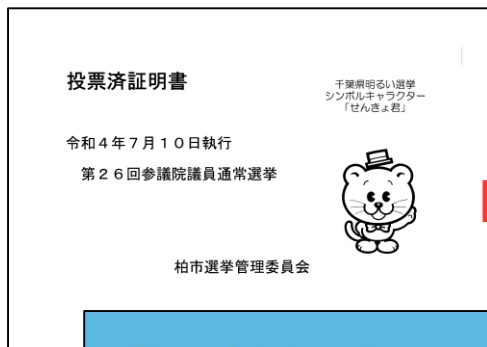 投票済証明書
千葉県明るい選挙
シンボルキャラクター
「せんきょ君」
令和４年７月１０日執行
第２６回参議院議員通常選挙
柏市選挙管理委員会